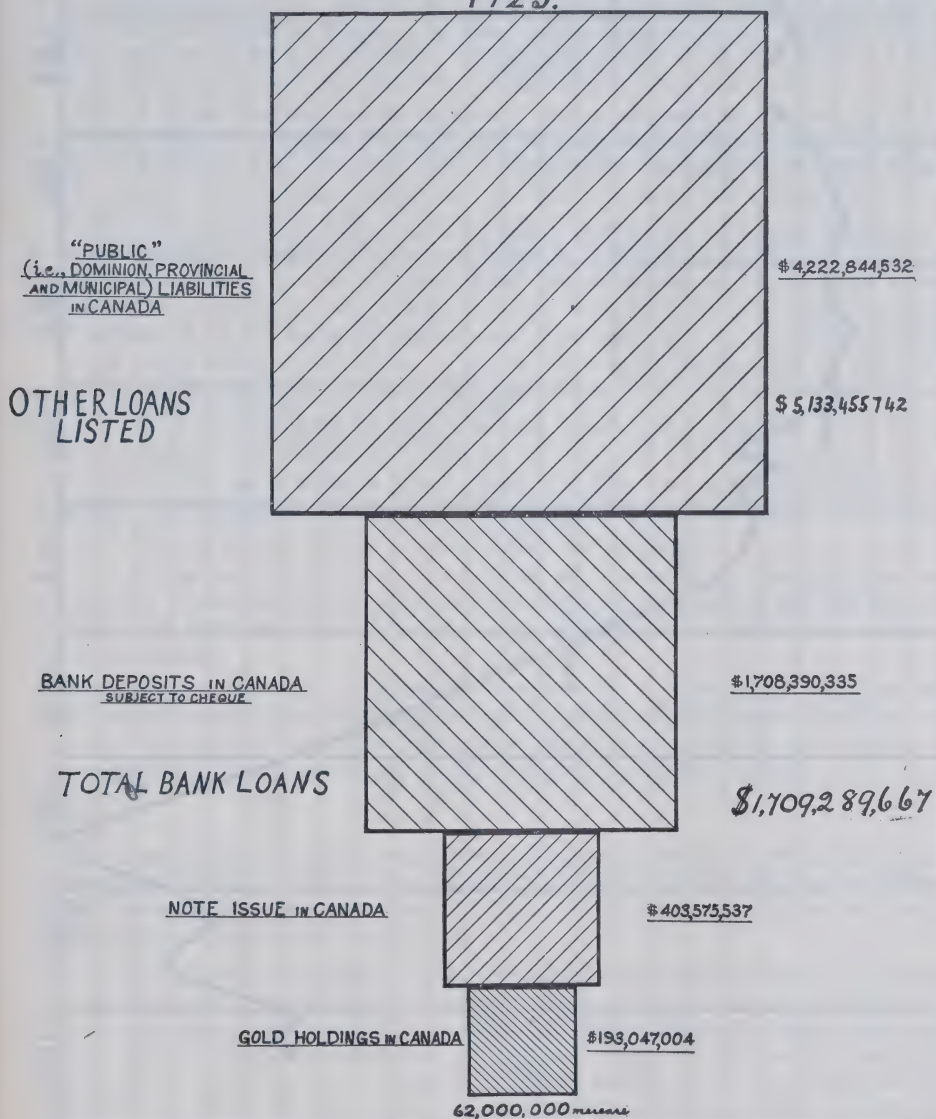 "PUBLIC"
(i.e., DOMINION, PROVINCIAL
AND MUNICIPAL) LIABILITIES
IN CANADA
$4,222,844,532
OTHER LOANS
LISTED
$5,133,455742
BANK DEPOSITS IN CANADA
SUBJECT TO CHEQUE
$1,708,390,335
TOTAL BANK LOANS
$1,709,289,667
NOTE ISSUE IN CANADA
$403,575,537
GOLD HOLDINGS IN CANADA
$193,047,004
62,000,000